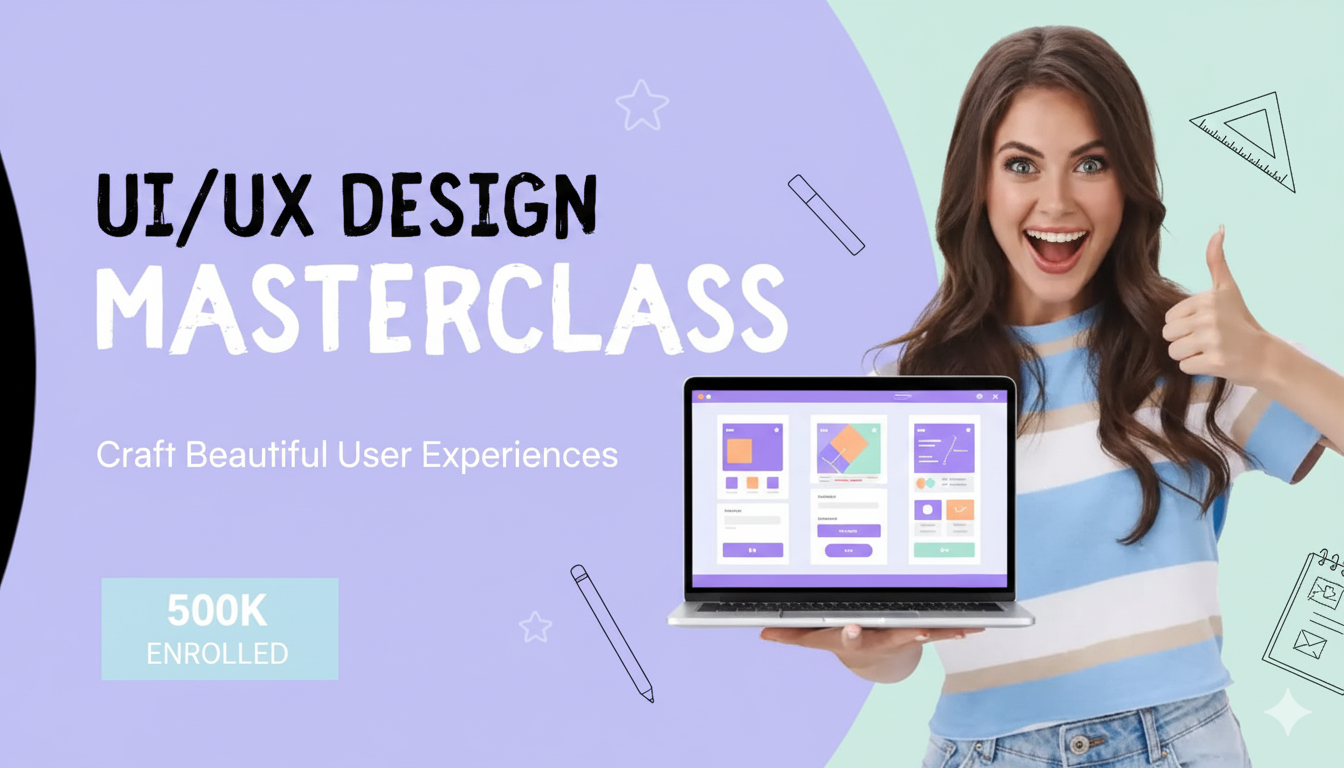 UI/UX DESIGN
MASTERCLASS
Craft Beautiful User Experiences
500K
ENROLLED